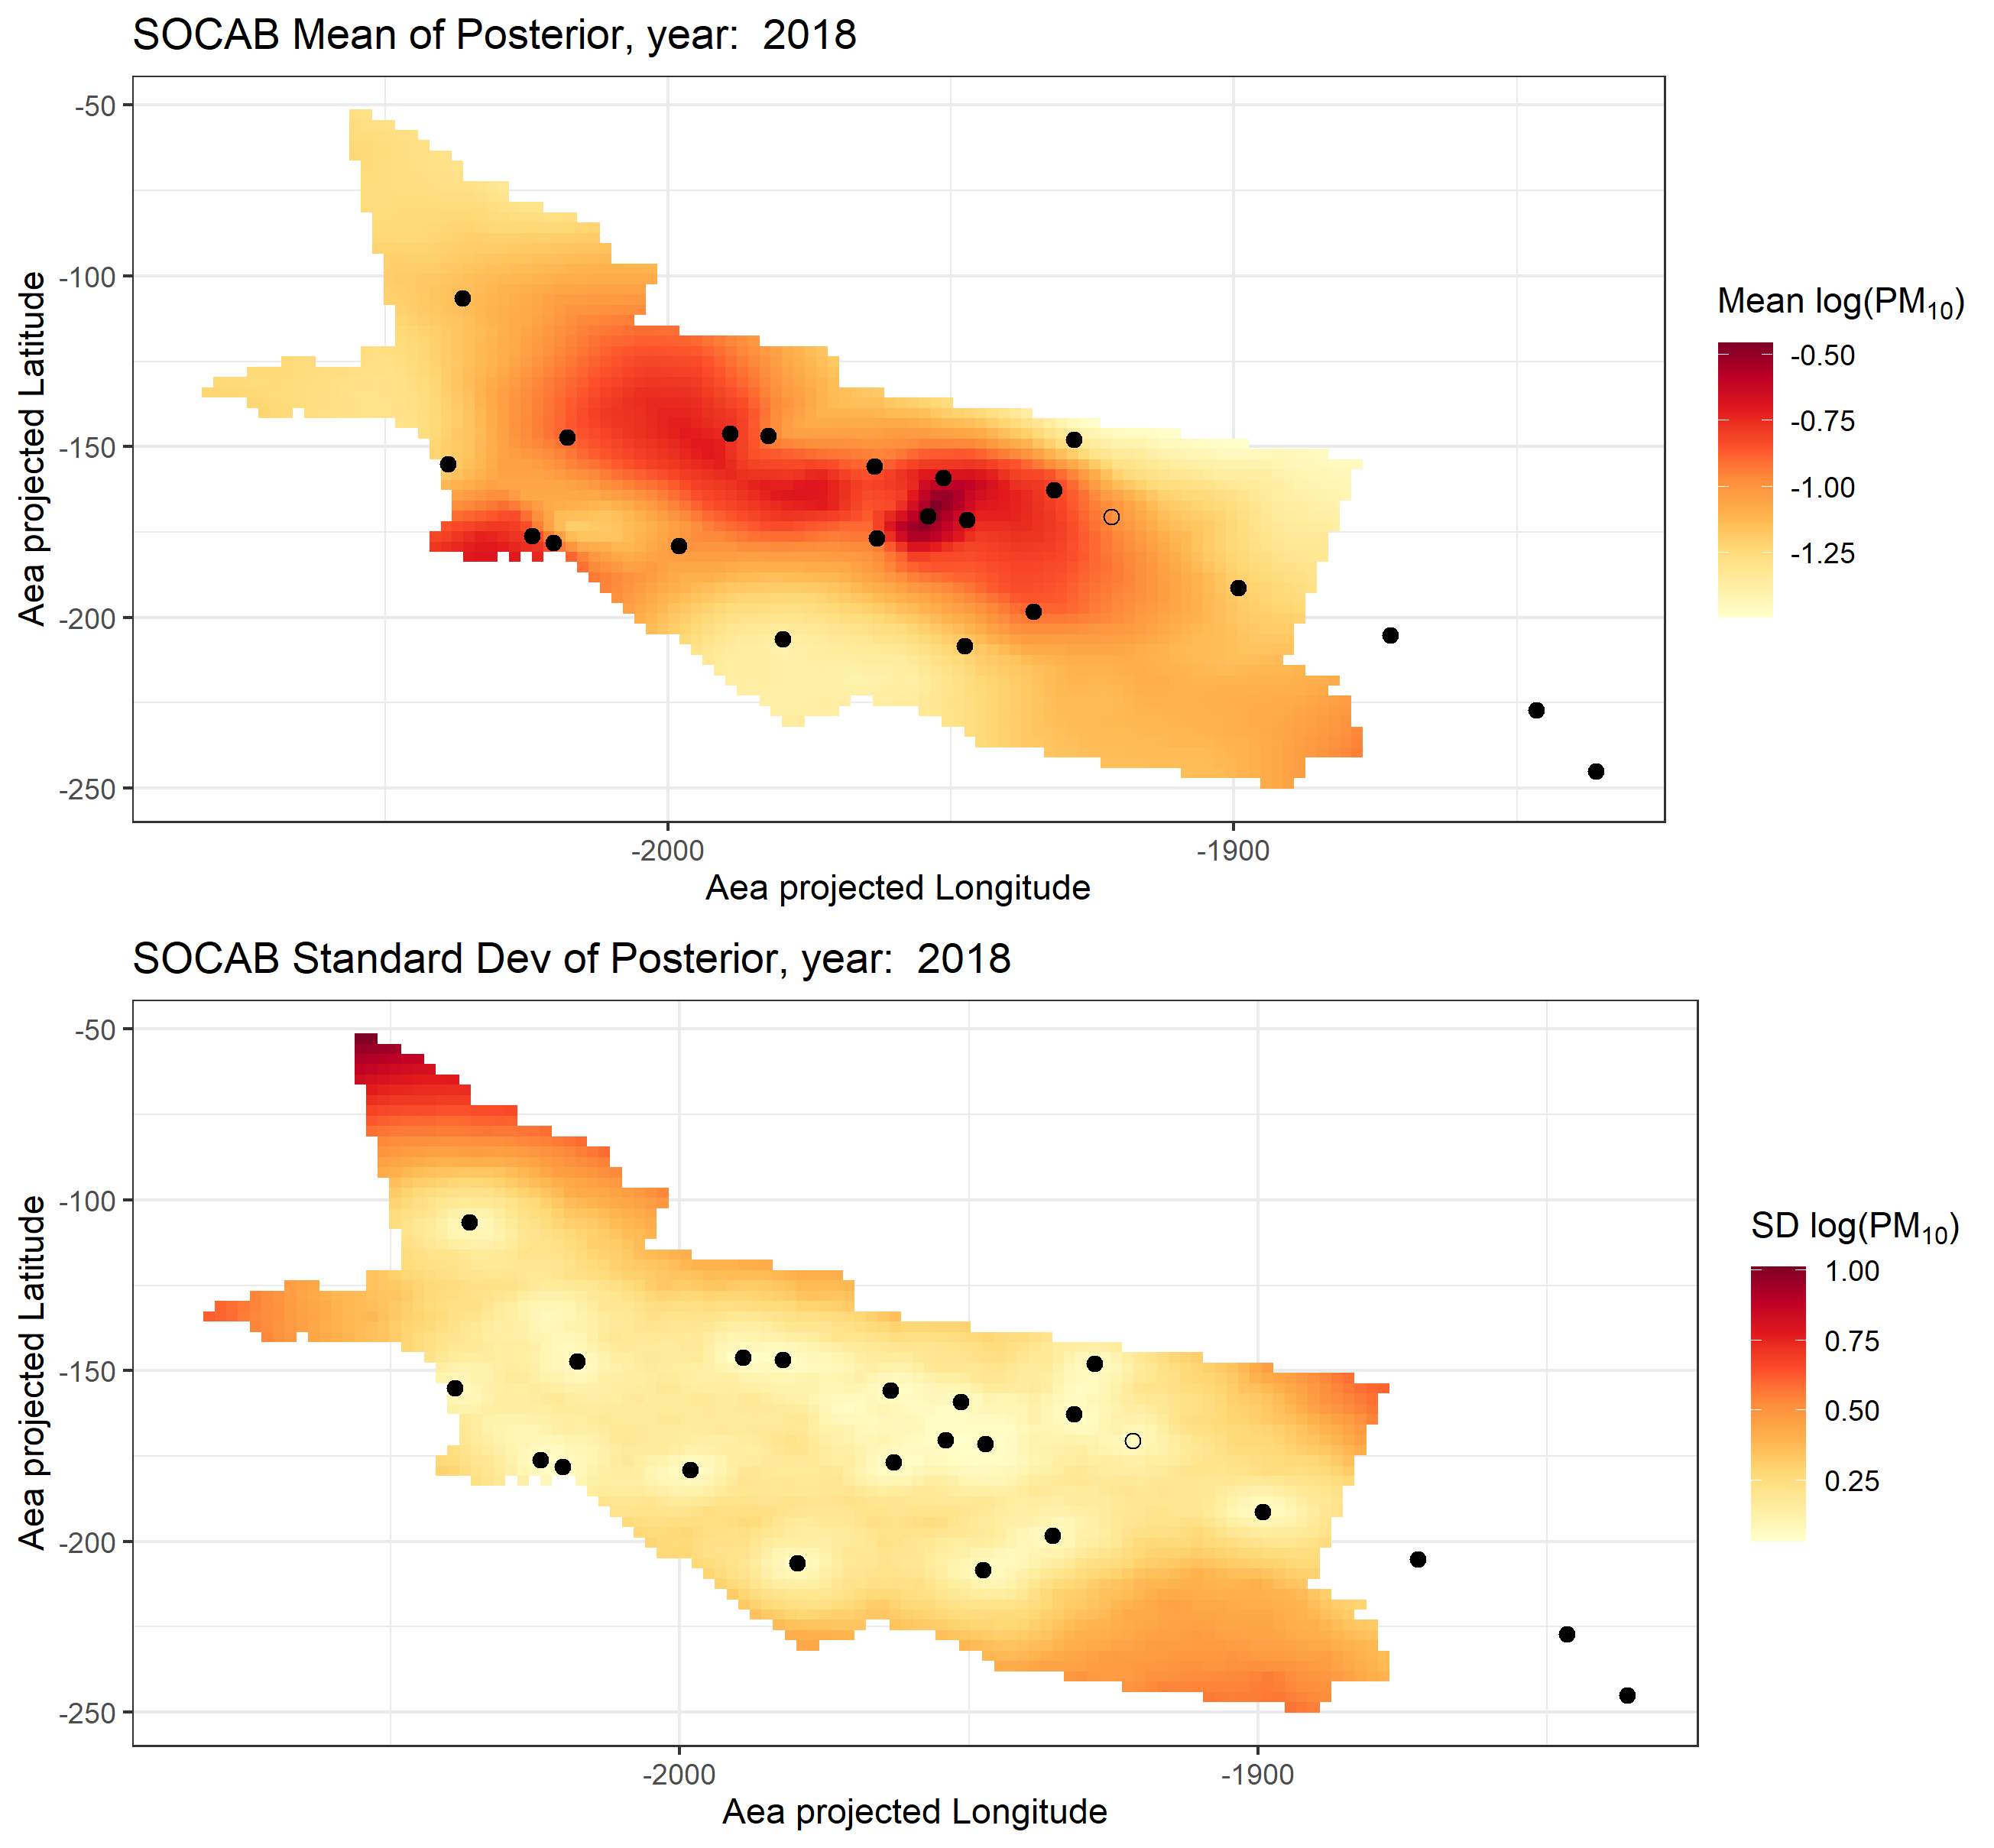 SOCAB Mean of Posterior, year:  2018
-50
-100
-150
-200
-250
Aea projected Latitude
-2000
-1900
Aea projected Longitude
Mean log(PM₁₀)
-0.50
-0.75
-1.00
-1.25
SOCAB Standard Dev of Posterior, year:  2018
-50
-100
-150
-200
-250
Aea projected Latitude
-2000
-1900
Aea projected Longitude
SD log(PM₁₀)
1.00
0.75
0.50
0.25